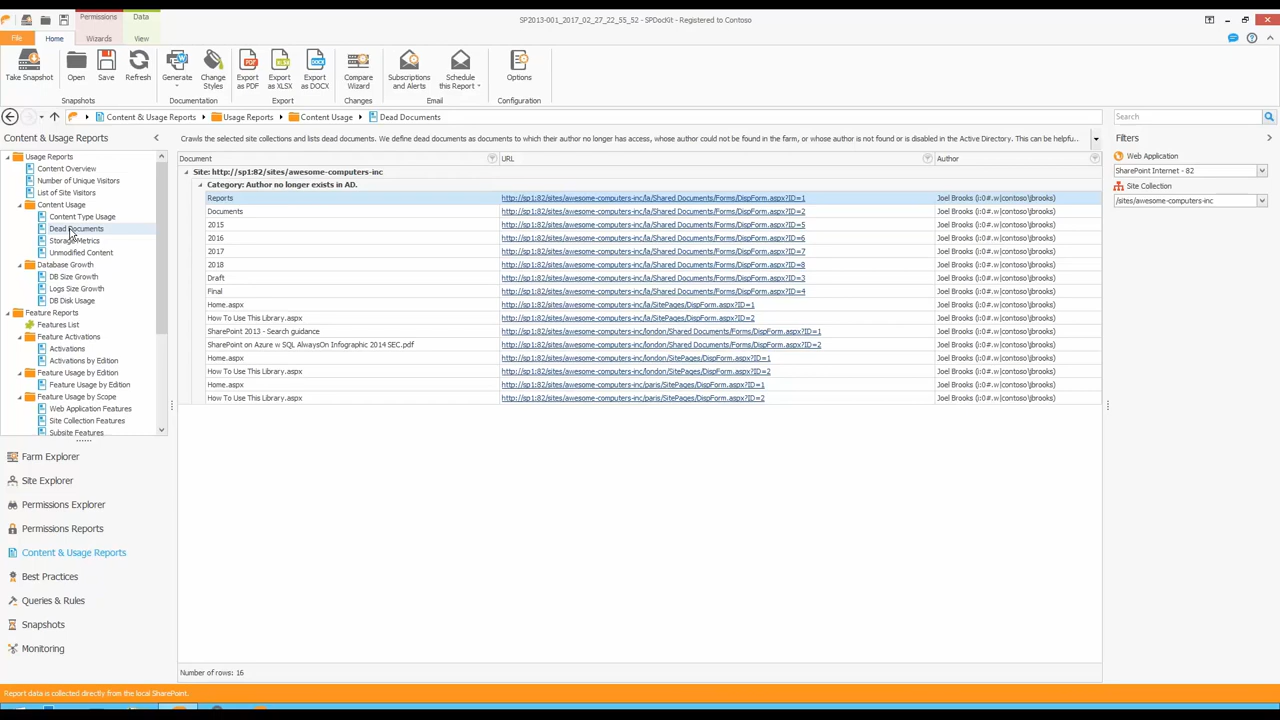 SP2013-001_2017_02_27_22_55_52 - SPDocKit - Registered to Contoso
Permissions Data
File Home Wizards View
Take Snapshot Open Save Refresh Generate Change Styles Export as PDF Export as XLSX Export as DOCX Compare Wizard Subscriptions and Alerts Schedule this Report Options
Snapshots Documentation Export Changes Email Configuration
Content & Usage Reports Usage Reports Content Usage Dead Documents
Search
Content & Usage Reports
Usage Reports
Content Overview
Number of Unique Visitors
List of Site Visitors
Content Usage
Content Type Usage
Dead Documents
Storage Metrics
Unmodified Content
Database Growth
DB Size Growth
Logs Size Growth
DB Disk Usage
Feature Reports
Features List
Feature Activations
Activations
Activations by Edition
Feature Usage by Edition
Feature Usage by Edition
Feature Usage by Scope
Web Application Features
Site Collection Features
Subsite Features
Farm Explorer
Site Explorer
Permissions Explorer
Permissions Reports
Content & Usage Reports
Best Practices
Queries & Rules
Snapshots
Monitoring
Crawls the selected site collections and lists dead documents. We define dead documents as documents to which their author no longer has access, whose author could not be found in the farm, or whose author is not found or is disabled in the Active Directory. This can be helpfu...
Document URL Author
Site: http://sp1:82/sites/awesome-computers-inc
Category: Author no longer exists in AD.
Reports http://sp1:82/sites/awesome-computers-inc/la/Shared Documents/Forms/DispForm.aspx?ID=1 Joel Brooks (i:0#.w|contoso\jbrooks)
Documents http://sp1:82/sites/awesome-computers-inc/la/Shared Documents/Forms/DispForm.aspx?ID=2 Joel Brooks (i:0#.w|contoso\jbrooks)
2015 http://sp1:82/sites/awesome-computers-inc/la/Shared Documents/Forms/DispForm.aspx?ID=5 Joel Brooks (i:0#.w|contoso\jbrooks)
2016 http://sp1:82/sites/awesome-computers-inc/la/Shared Documents/Forms/DispForm.aspx?ID=6 Joel Brooks (i:0#.w|contoso\jbrooks)
2017 http://sp1:82/sites/awesome-computers-inc/la/Shared Documents/Forms/DispForm.aspx?ID=7 Joel Brooks (i:0#.w|contoso\jbrooks)
2018 http://sp1:82/sites/awesome-computers-inc/la/Shared Documents/Forms/DispForm.aspx?ID=8 Joel Brooks (i:0#.w|contoso\jbrooks)
Draft http://sp1:82/sites/awesome-computers-inc/la/Shared Documents/Forms/DispForm.aspx?ID=3 Joel Brooks (i:0#.w|contoso\jbrooks)
Final http://sp1:82/sites/awesome-computers-inc/la/Shared Documents/Forms/DispForm.aspx?ID=4 Joel Brooks (i:0#.w|contoso\jbrooks)
Home.aspx http://sp1:82/sites/awesome-computers-inc/la/SitePages/DispForm.aspx?ID=1 Joel Brooks (i:0#.w|contoso\jbrooks)
How To Use This Library.aspx http://sp1:82/sites/awesome-computers-inc/la/SitePages/DispForm.aspx?ID=2 Joel Brooks (i:0#.w|contoso\jbrooks)
SharePoint 2013 - Search guidance http://sp1:82/sites/awesome-computers-inc/london/Shared Documents/Forms/DispForm.aspx?ID=1 Joel Brooks (i:0#.w|contoso\jbrooks)
SharePoint on Azure w SQL AlwaysOn Infographic 2014 SEC.pdf http://sp1:82/sites/awesome-computers-inc/london/Shared Documents/Forms/DispForm.aspx?ID=2 Joel Brooks (i:0#.w|contoso\jbrooks)
Home.aspx http://sp1:82/sites/awesome-computers-inc/london/SitePages/DispForm.aspx?ID=1 Joel Brooks (i:0#.w|contoso\jbrooks)
How To Use This Library.aspx http://sp1:82/sites/awesome-computers-inc/london/SitePages/DispForm.aspx?ID=2 Joel Brooks (i:0#.w|contoso\jbrooks)
Home.aspx http://sp1:82/sites/awesome-computers-inc/paris/SitePages/DispForm.aspx?ID=1 Joel Brooks (i:0#.w|contoso\jbrooks)
How To Use This Library.aspx http://sp1:82/sites/awesome-computers-inc/paris/SitePages/DispForm.aspx?ID=2 Joel Brooks (i:0#.w|contoso\jbrooks)
Number of rows: 16
Filters
Web Application
SharePoint Internet - 82
Site Collection
/sites/awesome-computers-inc
Report data is collected directly from the local SharePoint.